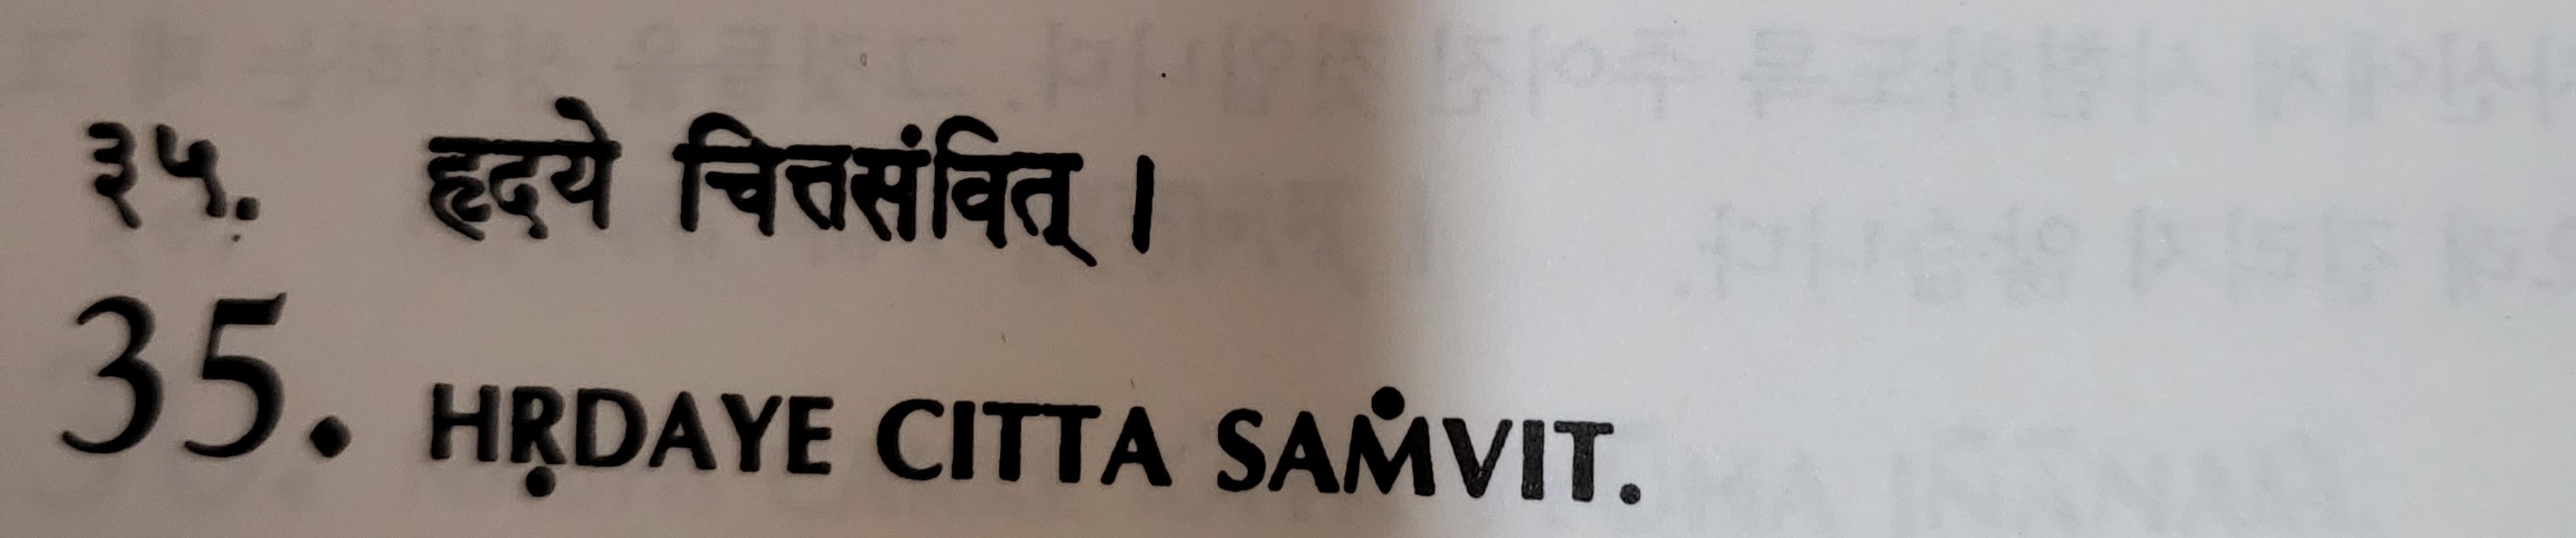 ३५. हृदये चित्तसंवित् ।
35. HṚDAYE CITTA SAṀVIT.